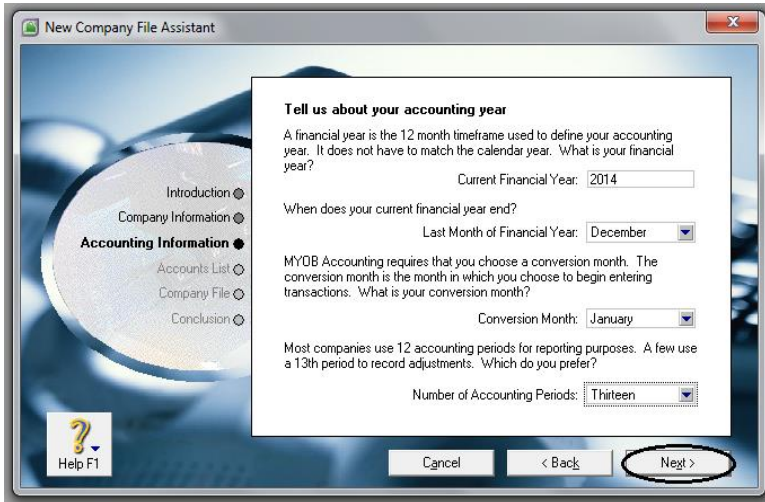 New Company File Assistant
Introduction
Company Information
Accounting Information
Accounts List
Company File
Conclusion
Help F1
Tell us about your accounting year
A financial year is the 12 month timeframe used to define your accounting
year. It does not have to match the calendar year. What is your financial
year?
Current Financial Year: 2014
When does your current financial year end?
Last Month of Financial Year: December
MYOB Accounting requires that you choose a conversion month. The
conversion month is the month in which you choose to begin entering
transactions. What is your conversion month?
Conversion Month: January
Most companies use 12 accounting periods for reporting purposes. A few use
a 13th period to record adjustments. Which do you prefer?
Number of Accounting Periods: Thirteen
Cancel < Back Next >